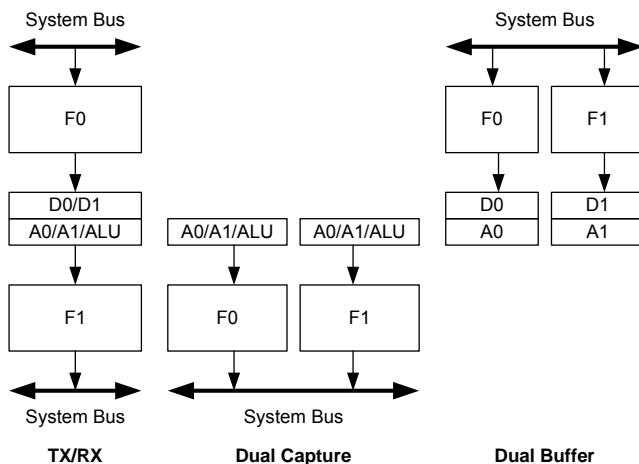 System Bus
System Bus
F0
F0
F1
D0/D1
D0
D1
A0/A1/ALU
A0/A1/ALU
A0/A1/ALU
A0
A1
F1
F0
F1
System Bus
System Bus
TX/RX
Dual Capture
Dual Buffer